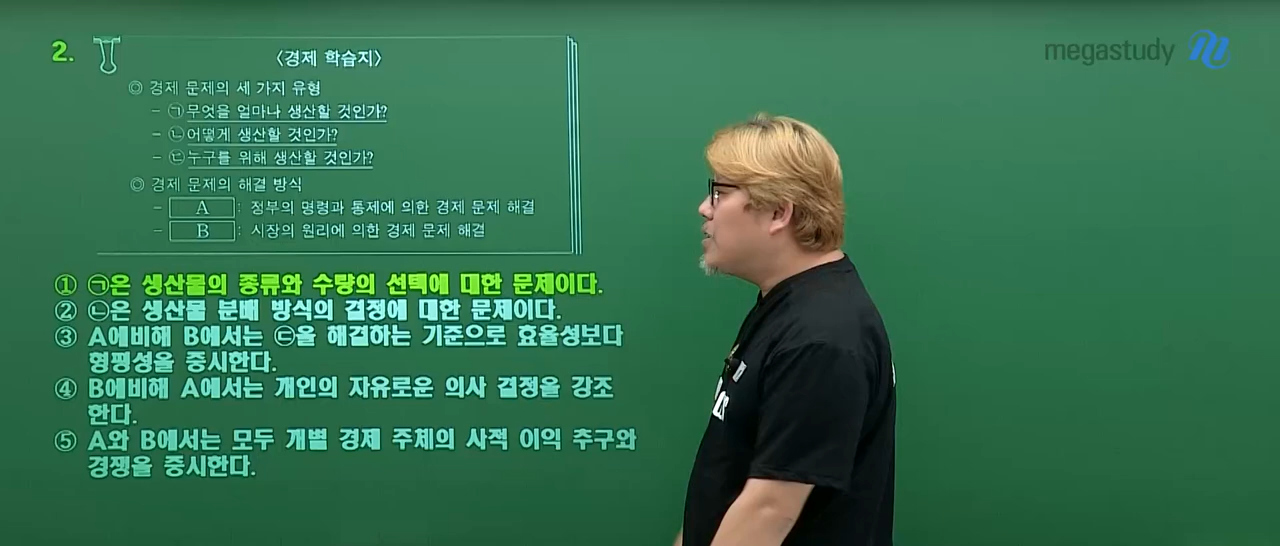 megastudy
2.
〈경제 학습지〉
◎ 경제 문제의 세 가지 유형
- ㉠무엇을 얼마나 생산할 것인가?
- ㉡어떻게 생산할 것인가?
- ㉢누구를 위해 생산할 것인가?
◎ 경제 문제의 해결 방식
- A : 정부의 명령과 통제에 의한 경제 문제 해결
- B : 시장의 원리에 의한 경제 문제 해결
① ㉠은 생산물의 종류와 수량의 선택에 대한 문제이다.
② ㉡은 생산물 분배 방식의 결정에 대한 문제이다.
③ A에비해 B에서는 ㉢을 해결하는 기준으로 효율성보다
형평성을 중시한다.
④ B에비해 A에서는 개인의 자유로운 의사 결정을 강조
한다.
⑤ A와 B에서는 모두 개별 경제 주체의 사적 이익 추구와
경쟁을 중시한다.